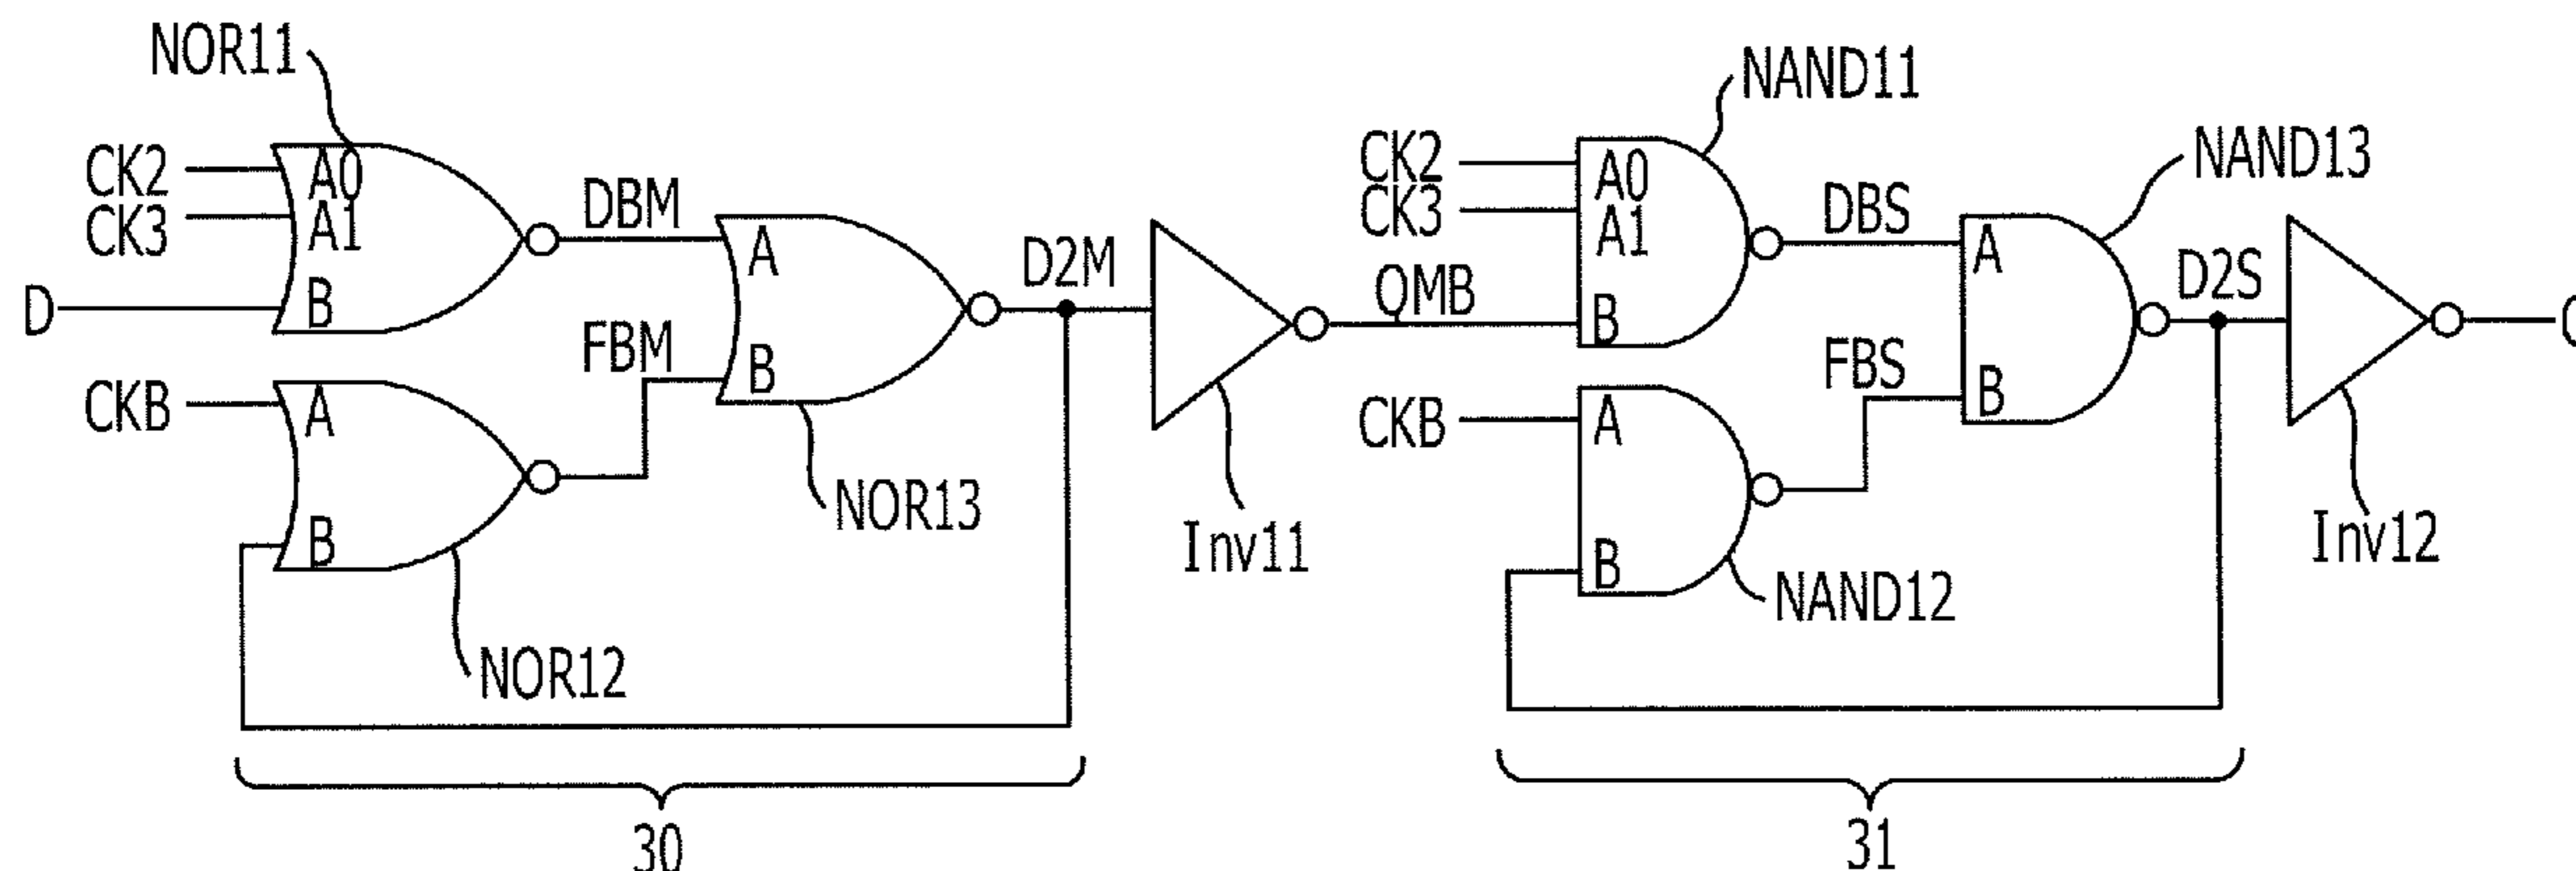 NOR11
CK2
CK3
D
A0
A1
B
DBM
CKB
A
B
FBM
A
B
D2M
NOR12
NOR13
Inv11
QMB
NAND11
CK2
CK3
A0
A1
B
DBS
CKB
A
B
FBS
A
B
NAND13
D2S
NAND12
Inv12
30
31